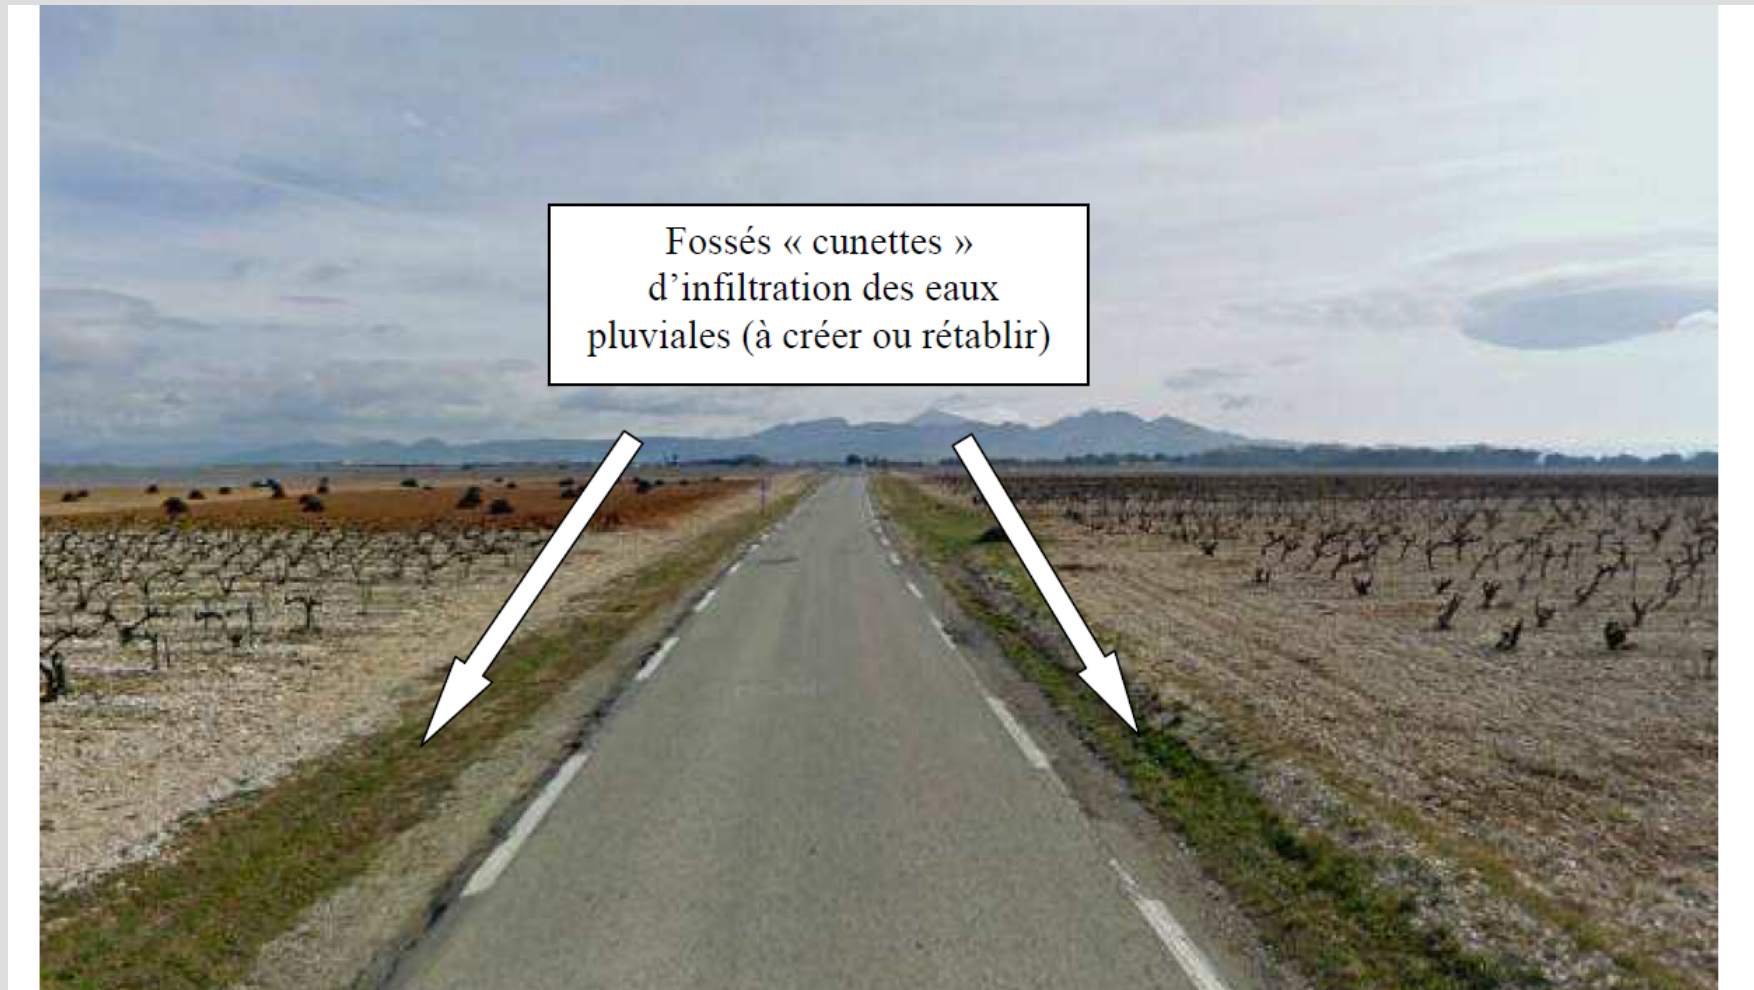 Fossés « cunettes »
d’infiltration des eaux
pluviales (à créer ou rétablir)